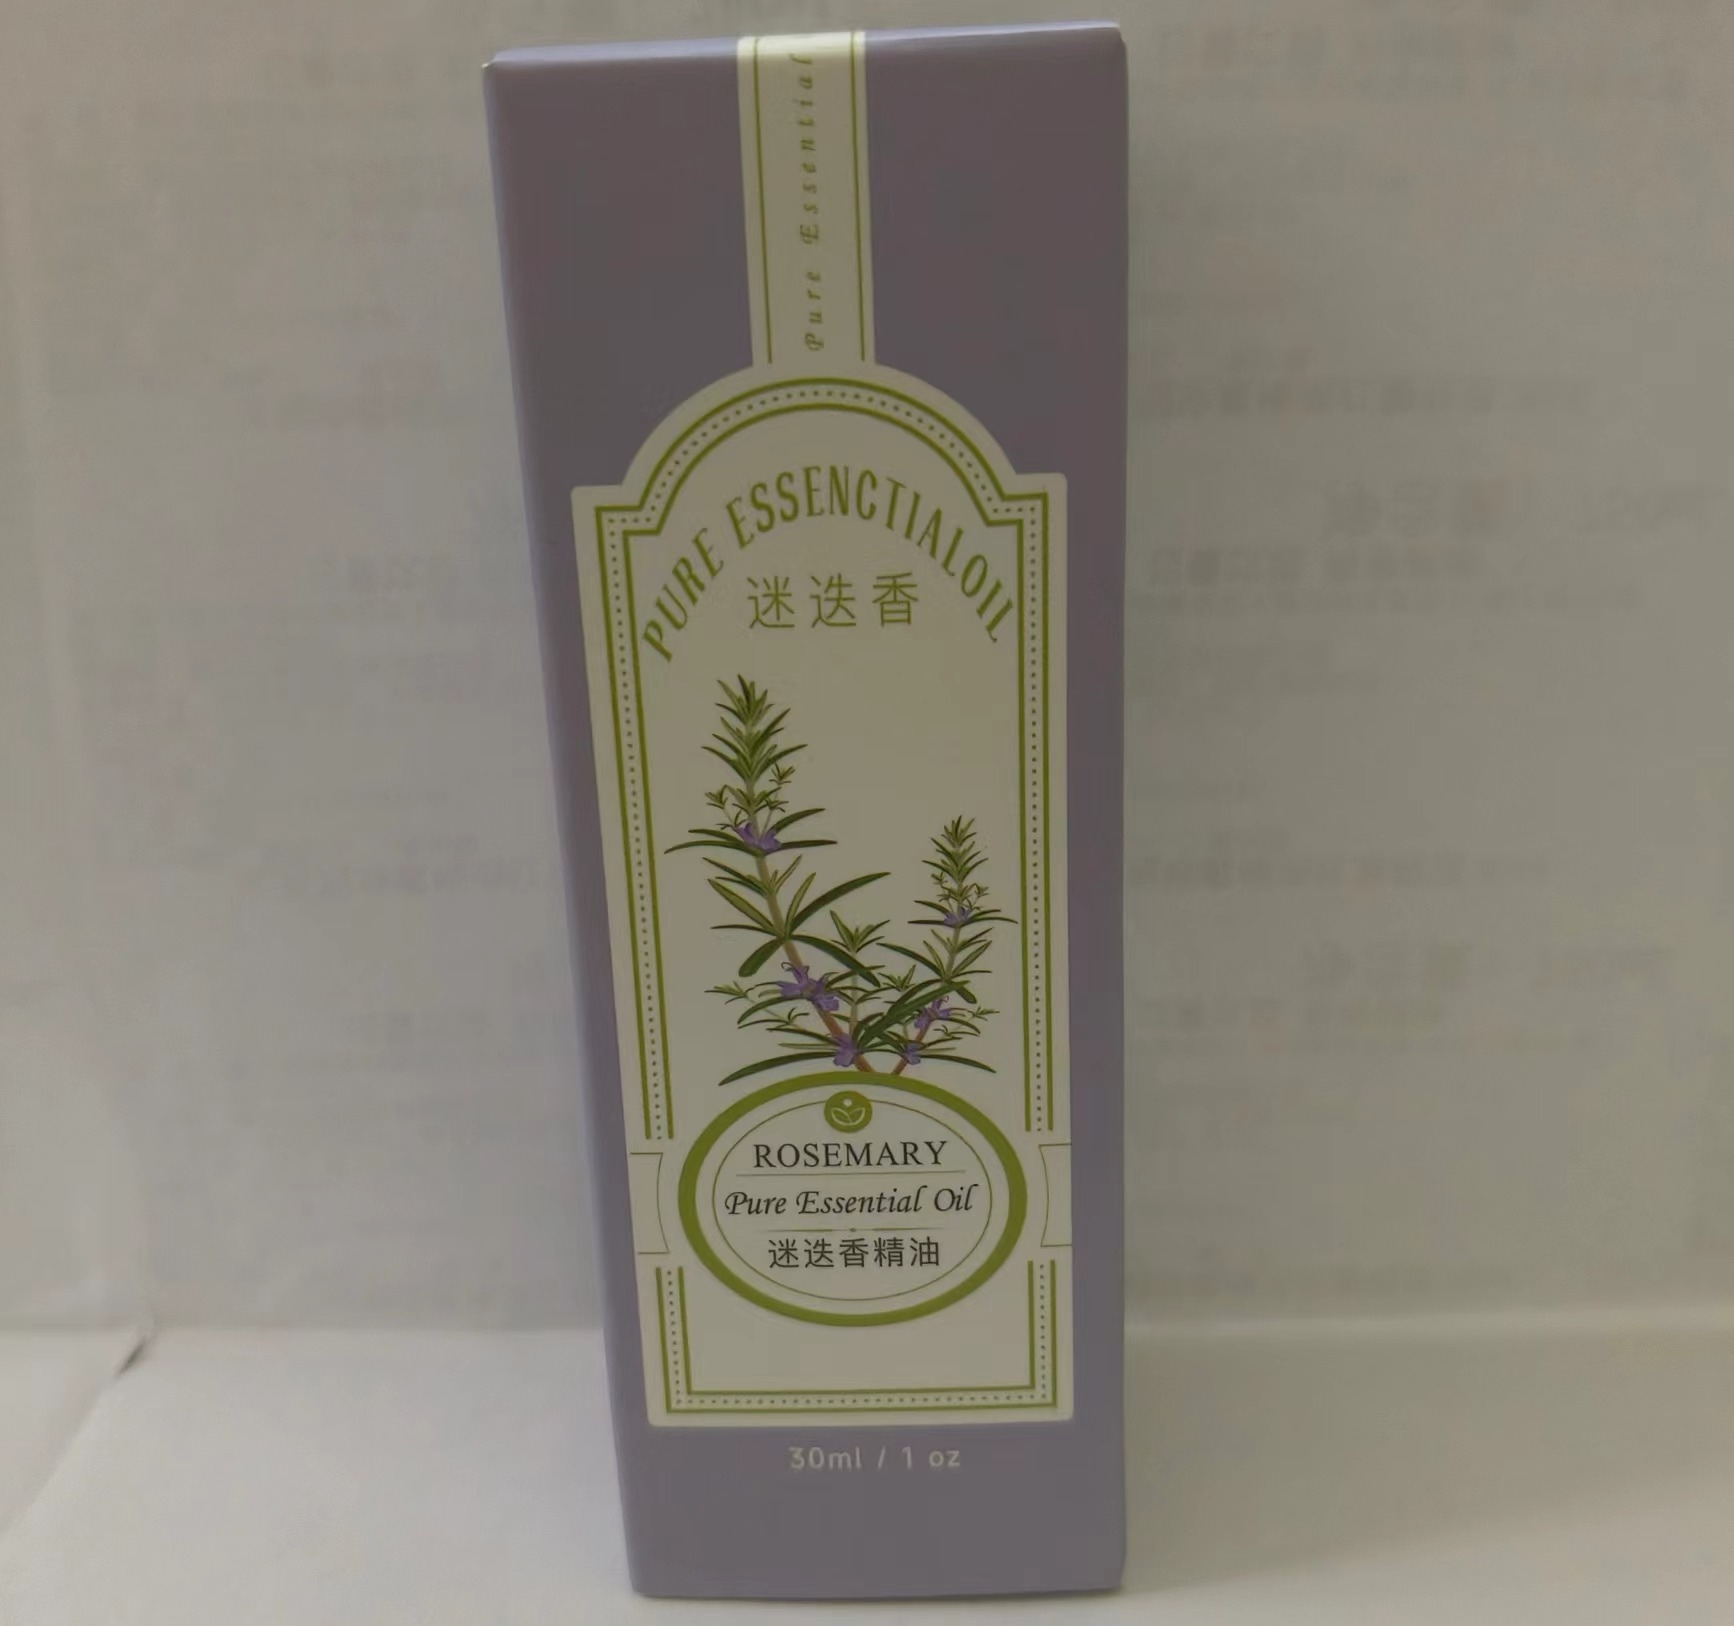 Pure Essential
PURE ESSENCTIALOIL
迷迭香
ROSEMARY
Pure Essential Oil
迷迭香精油
30ml / 1 oz